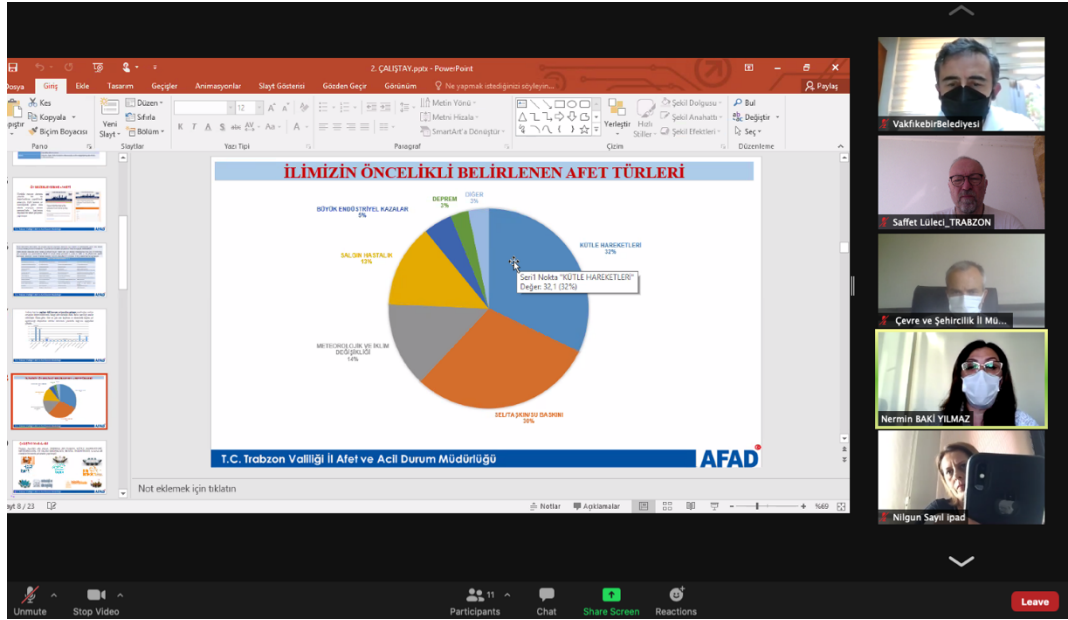 2. ÇALIŞTAY.pptx - PowerPoint
Dosya Giriş Ekle Tasarım Geçişler Animasyonlar Slayt Gösterisi Gözden Geçir Görünüm Ne yapmak istediğinizi söyleyin... Paylaş
Kes
Kopyala
Biçim Boyacısı
Pano
Yeni
Slayt
Düzen
Sıfırla
Bölüm
Slaytlar
12
Yazı Tipi
Metin Yönü
Metni Hizala
SmartArt'a Dönüştür
Paragraf
Yerleştir
Hızlı
Stiller
Şekil Dolgusu
Şekil Anahattı
Şekil Efektleri
Çizim
Bul
Değiştir
Seç
Düzenleme
İLİMİZİN ÖNCELİKLİ BELİRLENEN AFET TÜRLERİ
DİĞER
3%
DEPREM
3%
BÜYÜK ENDÜSTRİYEL KAZALAR
5%
KÜTLE HAREKETLERİ
32%
SALGIN HASTALIK
13%
Seri1 Nokta "KÜTLE HAREKETLERİ"
Değer: 32,1 (32%)
METEOROLOJİK VE İKLİM
DEĞİŞİKLİĞİ
14%
SEL/TAŞKIN/SU BASKINI
30%
T.C. Trabzon Valiliği İl Afet ve Acil Durum Müdürlüğü
AFAD
Not eklemek için tıklatın
8 / 23
Notlar Açıklamalar %69
VakfıkebirBelediyesi
Saffet Lüleci_TRABZON
Çevre ve Şehircilik İl Mü...
Nermin BAKİ YILMAZ
Nilgun Sayıl ipad
Unmute Stop Video Participants 11 Chat Share Screen Reactions Leave